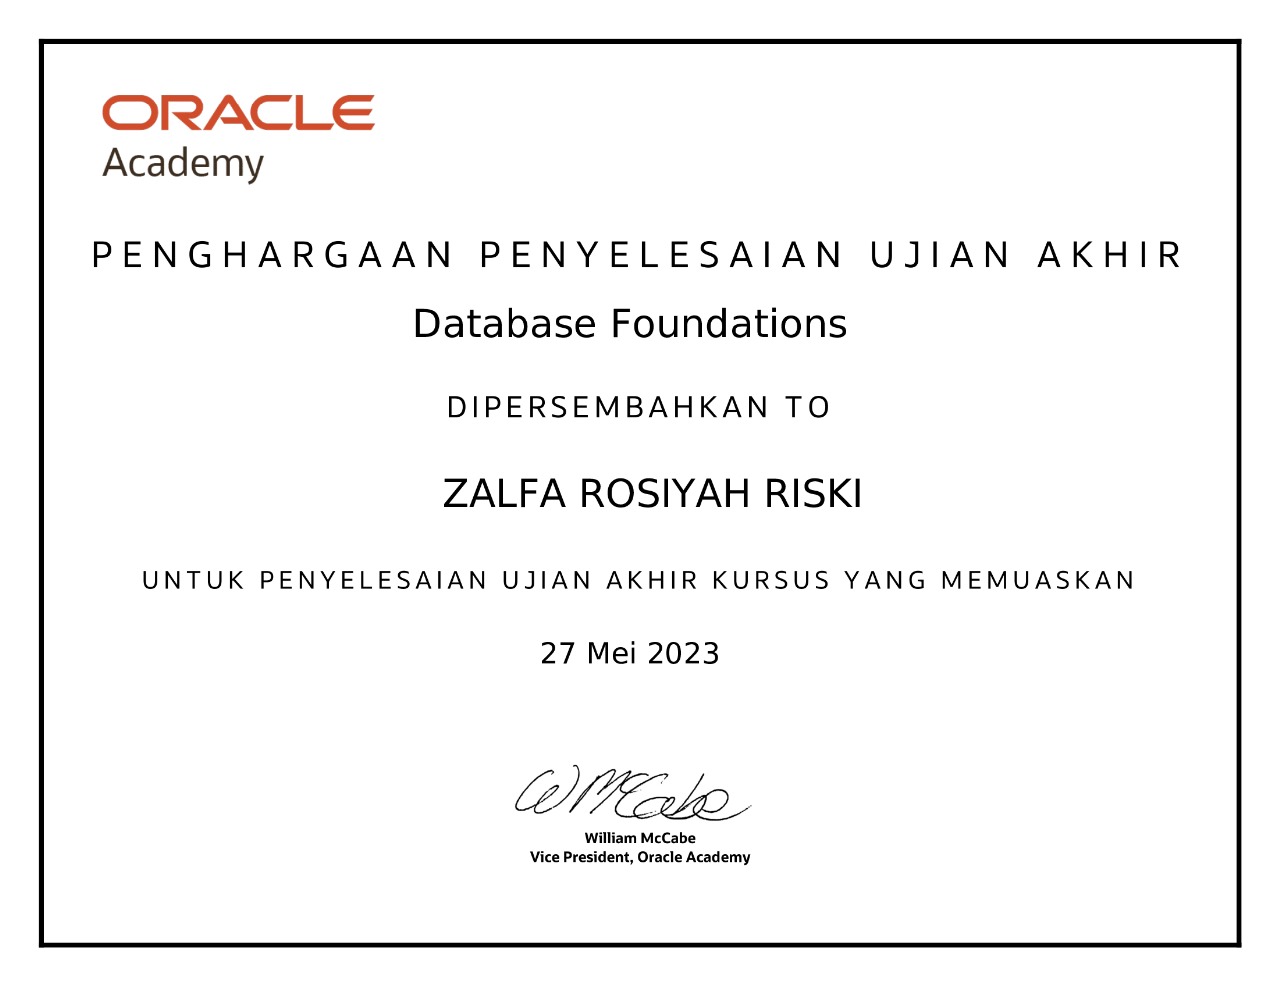 ORACLE
Academy
PENGHARGAAN PENYELESAIAN UJIAN AKHIR
Database Foundations
DIPERSEMBAHKAN TO
ZALFA ROSIYAH RISKI
UNTUK PENYELESAIAN UJIAN AKHIR KURSUS YANG MEMUASKAN
27 Mei 2023
W McCabe
William McCabe
Vice President, Oracle Academy